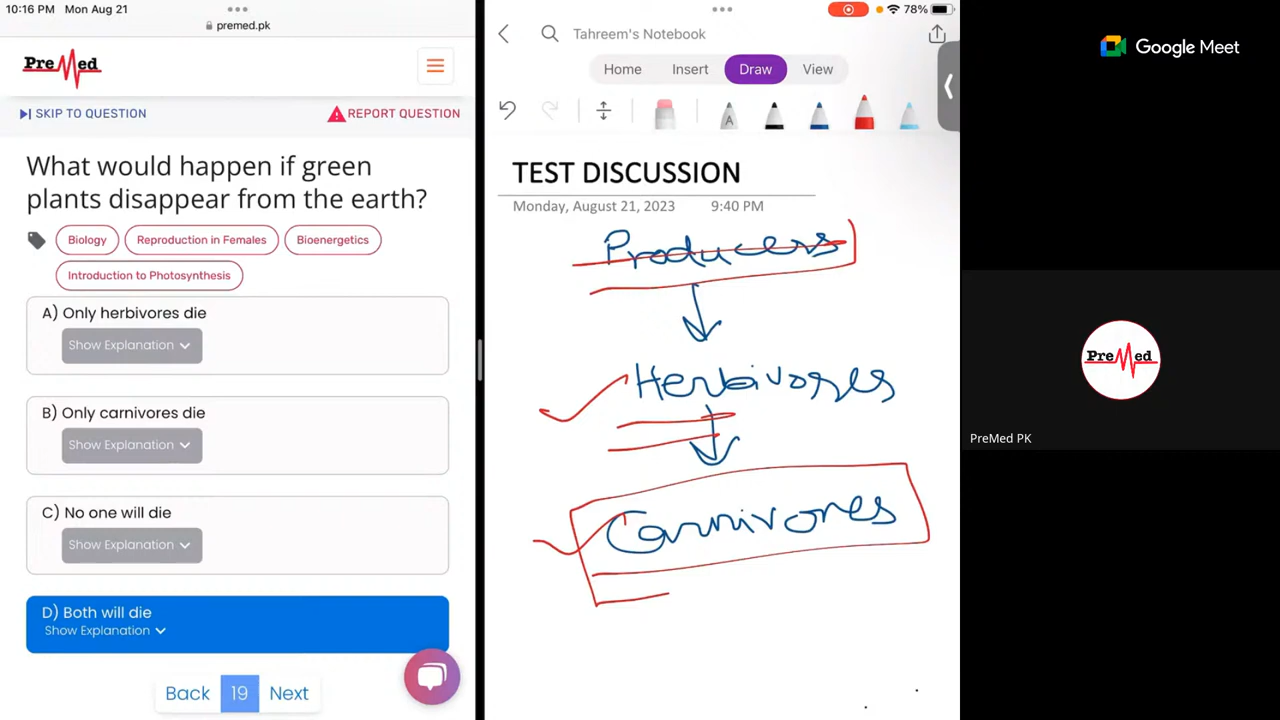 10:16 PM Mon Aug 21
premed.pk
PreMed
SKIP TO QUESTION
REPORT QUESTION
What would happen if green
plants disappear from the earth?
Biology
Reproduction in Females
Bioenergetics
Introduction to Photosynthesis
A) Only herbivores die
Show Explanation
B) Only carnivores die
Show Explanation
C) No one will die
Show Explanation
D) Both will die
Show Explanation
Back
19
Next
78%
Tahreem's Notebook
Home
Insert
Draw
View
A
TEST DISCUSSION
Monday, August 21, 2023
9:40 PM
Producers
Herbivores
Carnivores
Google Meet
PreMed
PreMed PK